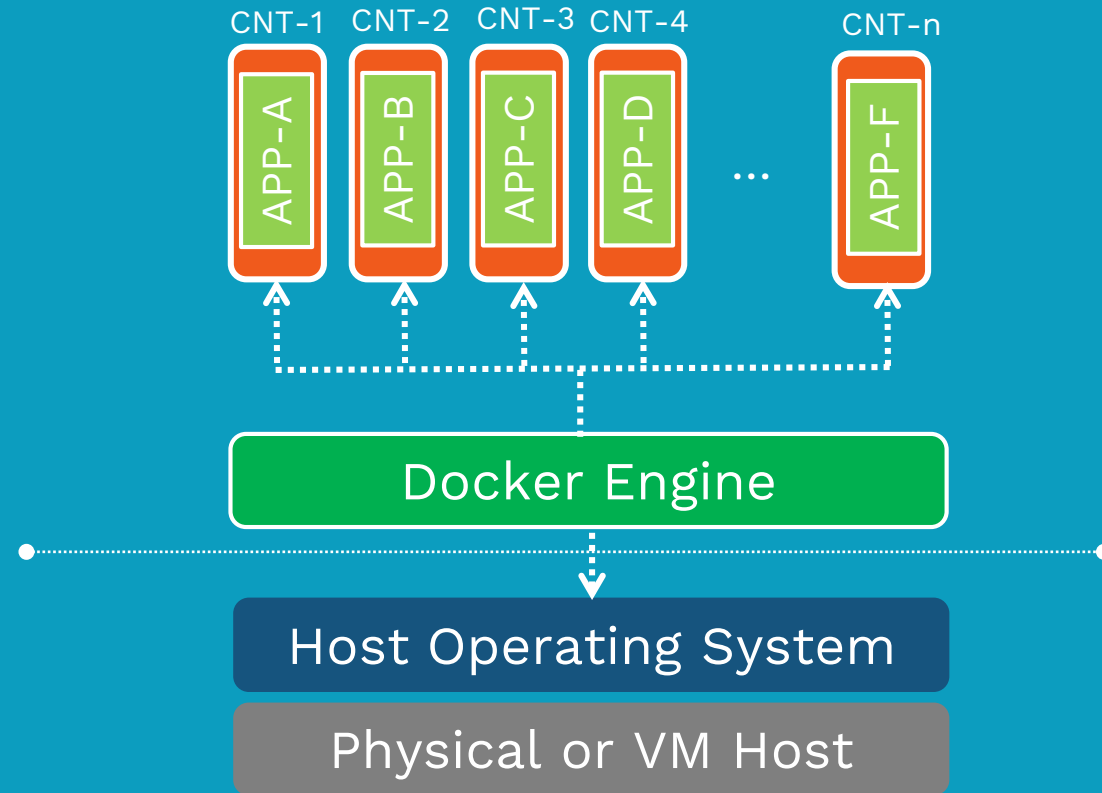 CNT-1 CNT-2 CNT-3 CNT-4 CNT-n
APP-A APP-B APP-C APP-D ... APP-F
Docker Engine
Host Operating System
Physical or VM Host